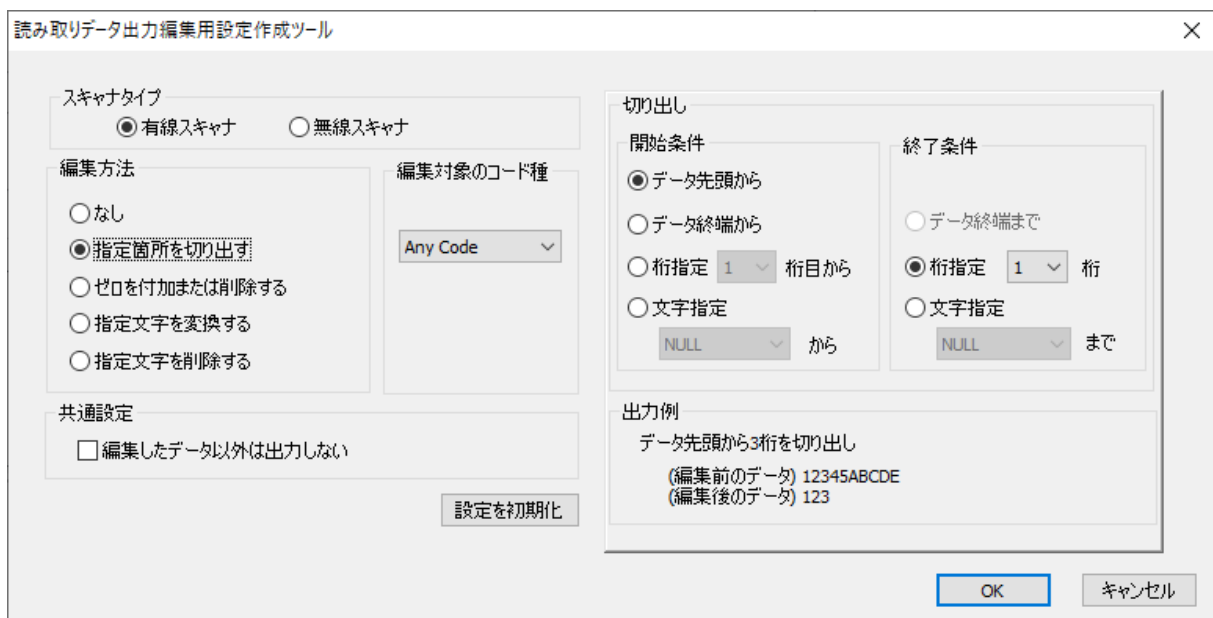 読み取りデータ出力編集用設定作成ツール
スキャナタイプ
有線スキャナ 無線スキャナ
編集方法
なし
指定箇所を切り出す
ゼロを付加または削除する
指定文字を変換する
指定文字を削除する
編集対象のコード種
Any Code
共通設定
編集したデータ以外は出力しない
設定を初期化
切り出し
開始条件
データ先頭から
データ終端から
桁指定 1 桁目から
文字指定
NULL から
終了条件
データ終端まで
桁指定 1 桁
文字指定
NULL まで
出力例
データ先頭から3桁を切り出し
(編集前のデータ) 12345ABCDE
(編集後のデータ) 123
OK キャンセル